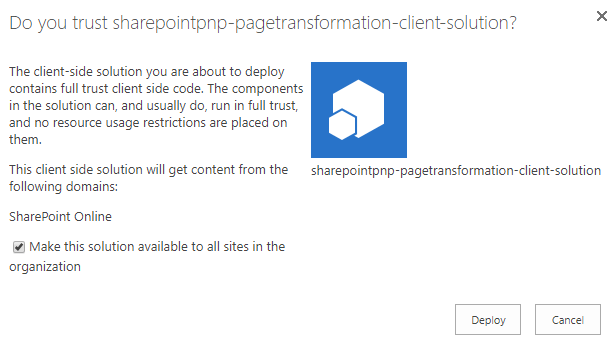 Do you trust sharepointpnp-pagetransformation-client-solution?
The client-side solution you are about to deploy
contains full trust client side code. The components
in the solution can, and usually do, run in full trust,
and no resource usage restrictions are placed on
them.
This client side solution will get content from the
following domains:
SharePoint Online
Make this solution available to all sites in the
organization
sharepointpnp-pagetransformation-client-solution
Deploy
Cancel